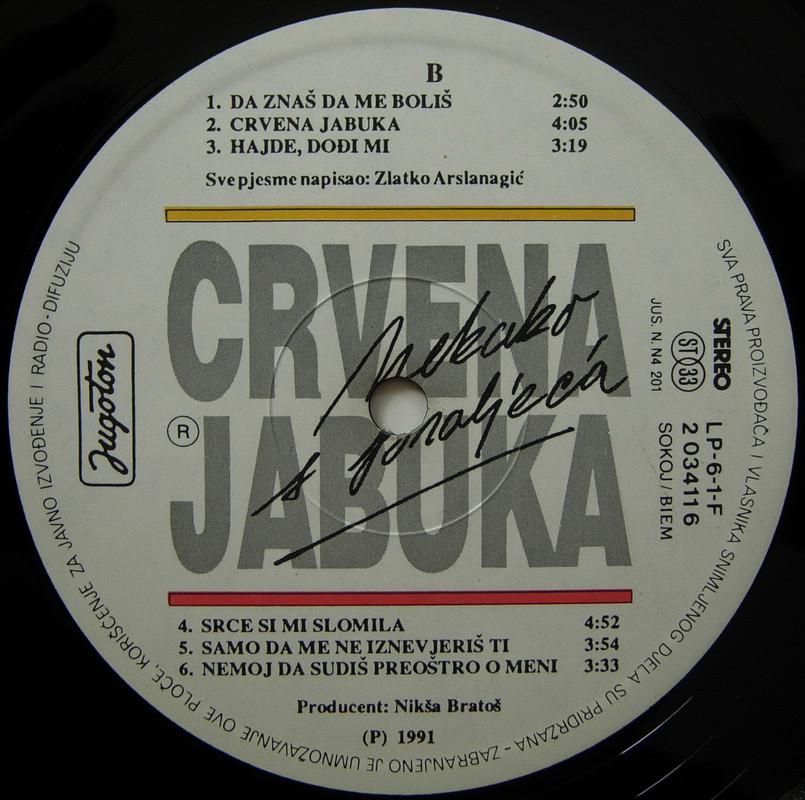 B
1. DA ZNAŠ DA ME BOLIŠ 2:50
2. CRVENA JABUKA 4:05
3. HAJDE, DOĐI MI 3:19
Sve pjesme napisao: Zlatko Arslanagić
CRVENA
JABUKA
Nekako
s proljeća
Jugoton
R
JUS. N. N4 201
STEREO
ST 33
LP-6-1-F
2 03411 6
SOKOJ / BIEM
4. SRCE SI MI SLOMILA 4:52
5. SAMO DA ME NE IZNEVJERIŠ TI 3:54
6. NEMOJ DA SUDIŠ PREOŠTRO O MENI 3:33
Producent: Nikša Bratoš
(P) 1991
SVA PRAVA PROIZVOĐAČA I VLASNIKA SNIMLJENOG DJELA SU PRIDRŽANA - ZABRANJENO JE UMNOŽAVANJE OVE PLOČE, KORIŠĆENJE ZA JAVNO IZVOĐENJE I RADIO-DIFUZIJU